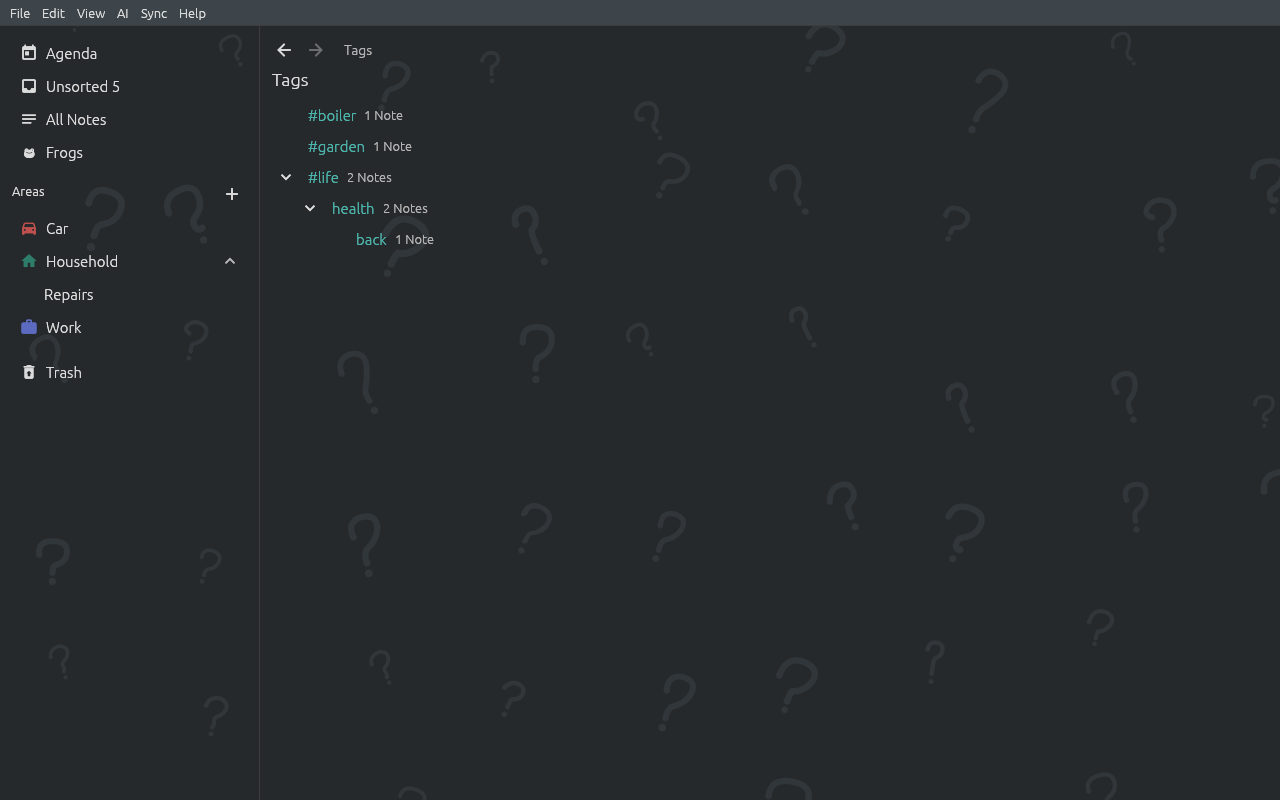 File Edit View AI Sync Help
Agenda
Unsorted 5
All Notes
Frogs
Areas
Car
Household
Repairs
Work
Trash
Tags
Tags
#boiler 1 Note
#garden 1 Note
#life 2 Notes
health 2 Notes
back 1 Note